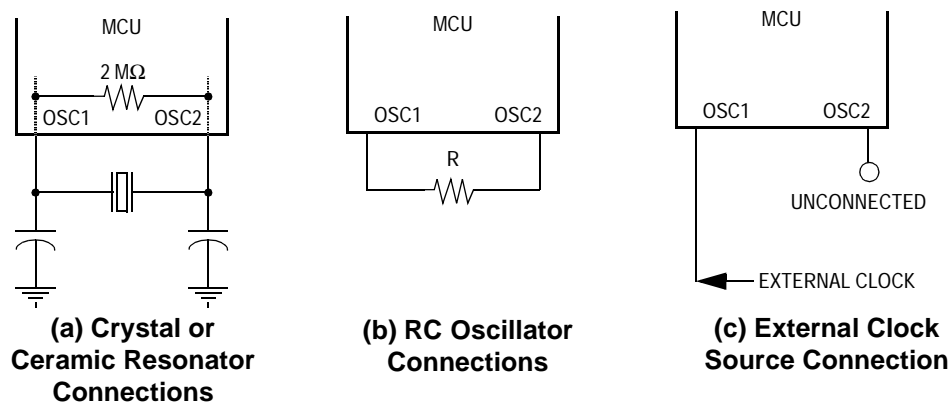 MCU
2 MΩ
OSC1 OSC2
(a) Crystal or
Ceramic Resonator
Connections
MCU
OSC1 OSC2
R
(b) RC Oscillator
Connections
MCU
OSC1 OSC2
UNCONNECTED
EXTERNAL CLOCK
(c) External Clock
Source Connection